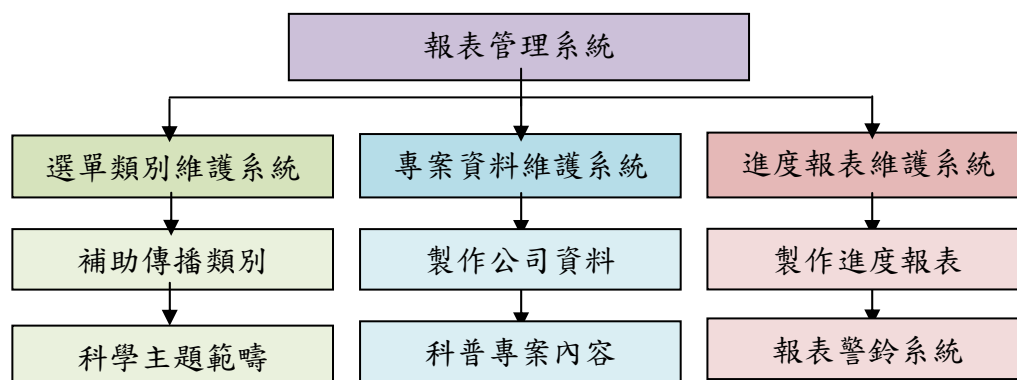 報表管理系統
選單類別維護系統
專案資料維護系統
進度報表維護系統
補助傳播類別
製作公司資料
製作進度報表
科學主題範疇
科普專案內容
報表警鈴系統